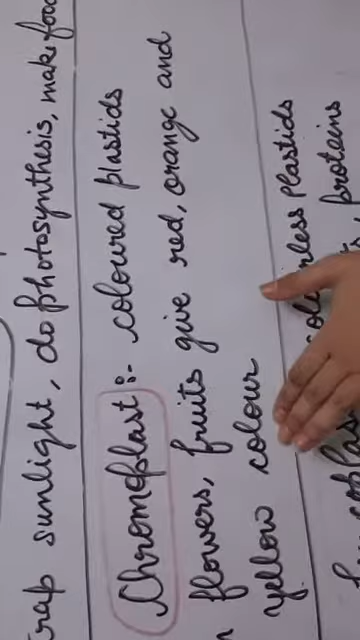 trap sunlight, do photosynthesis, make food
Chromoplast :- coloured plastids
flowers, fruits give red, orange and
yellow colour
plastids
proteins